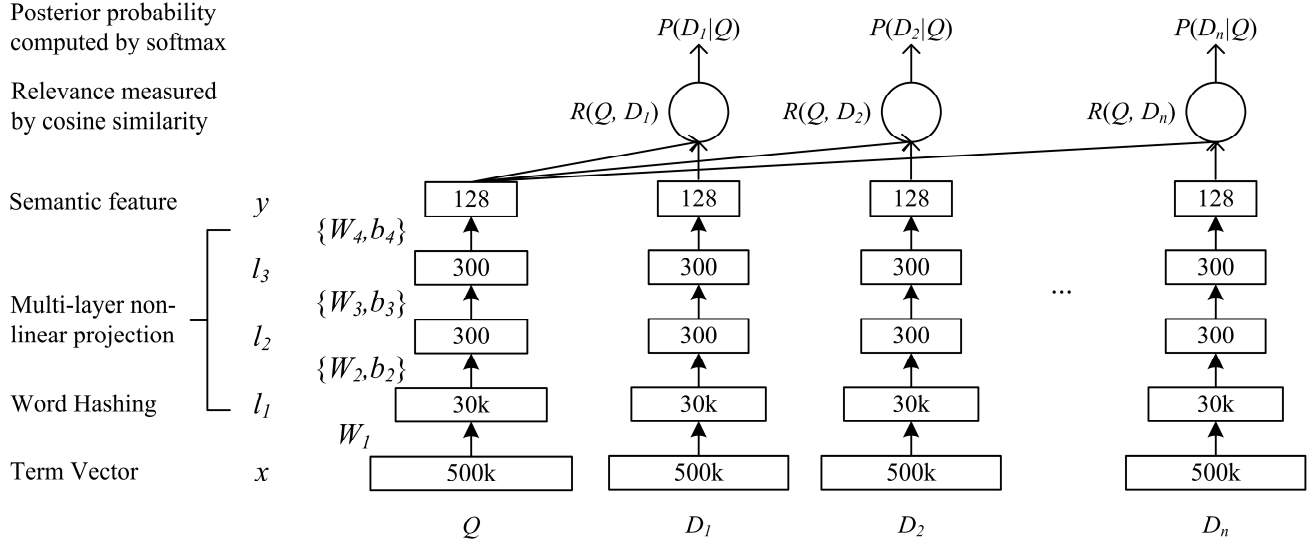 Posterior probability
computed by softmax
P(D1|Q) P(D2|Q) P(Dn|Q)
Relevance measured
by cosine similarity
R(Q, D1) R(Q, D2) R(Q, Dn)
Semantic feature y 128 128 128 128
{W4,b4}
l3 300 300 300 300
Multi-layer non-
linear projection
{W3,b3}
...
l2 300 300 300 300
{W2,b2}
Word Hashing l1 30k 30k 30k 30k
W1
Term Vector x 500k 500k 500k 500k
Q D1 D2 Dn